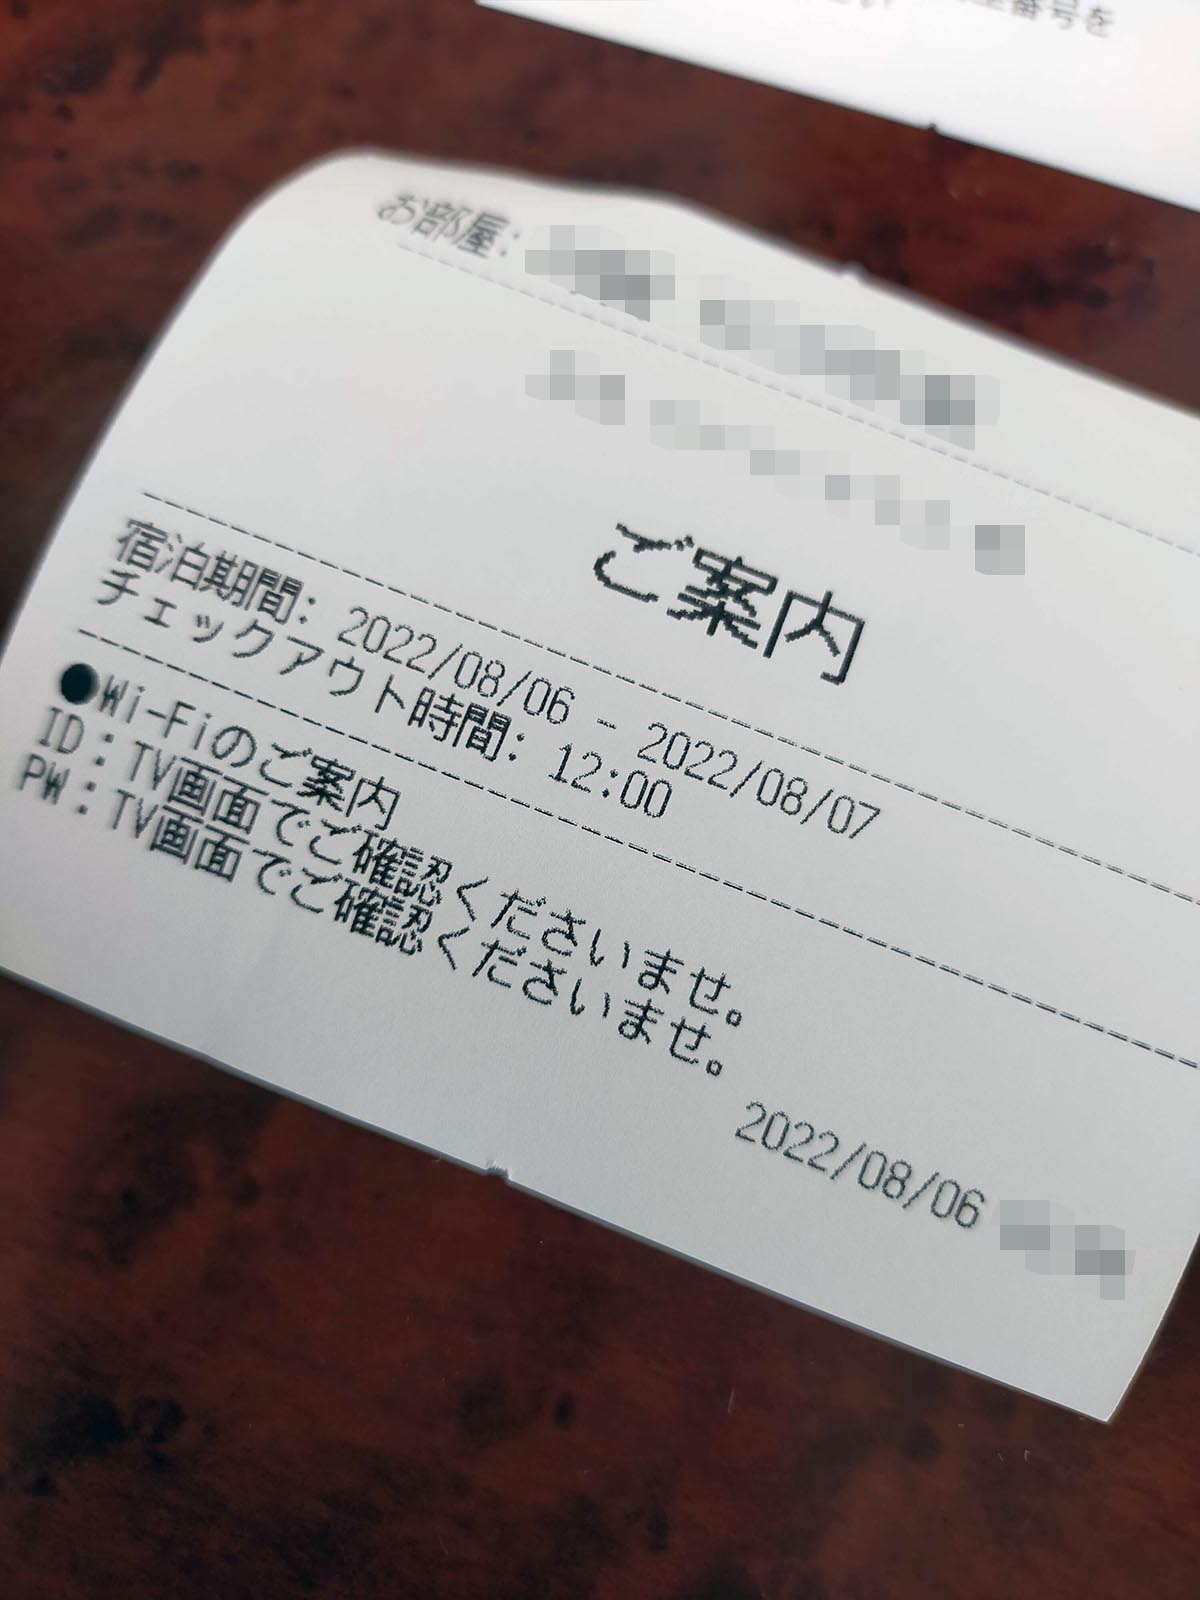 番号を
お部屋:
ご案内
宿泊期間: 2022/08/06 - 2022/08/07
チェックアウト時間: 12:00
●Wi-Fiのご案内
ID:TV画面でご確認くださいませ。
PW:TV画面でご確認くださいませ。
2022/08/06